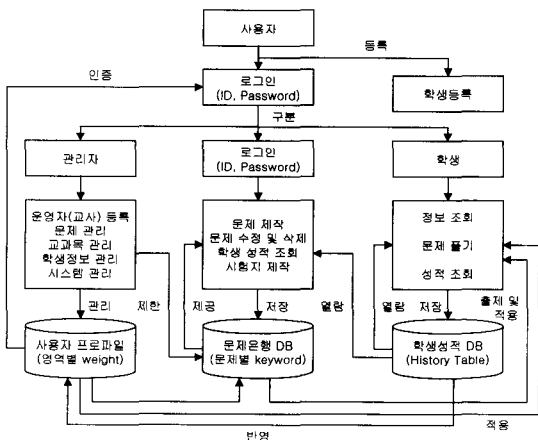 사용자
등록
인증
로그인
(ID, Password)
학생등록
구분
관리자
로그인
(ID, Password)
학생
운영자(교사) 등록
문제 관리
교과목 관리
학생정보 관리
시스템 관리
문제 제작
문제 수정 및 삭제
학생 성적 조회
시험지 제작
정보 조회
문제 풀기
성적 조회
관리
제한
제공
저장
열람
열람
저장
출제 및
적용
사용자 프로파일
(영역별 weight)
문제은행 DB
(문제별 keyword)
학생성적 DB
(History Table)
반영
적용